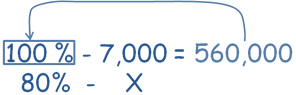 100 % - 7,000 = 560,000
80% - X